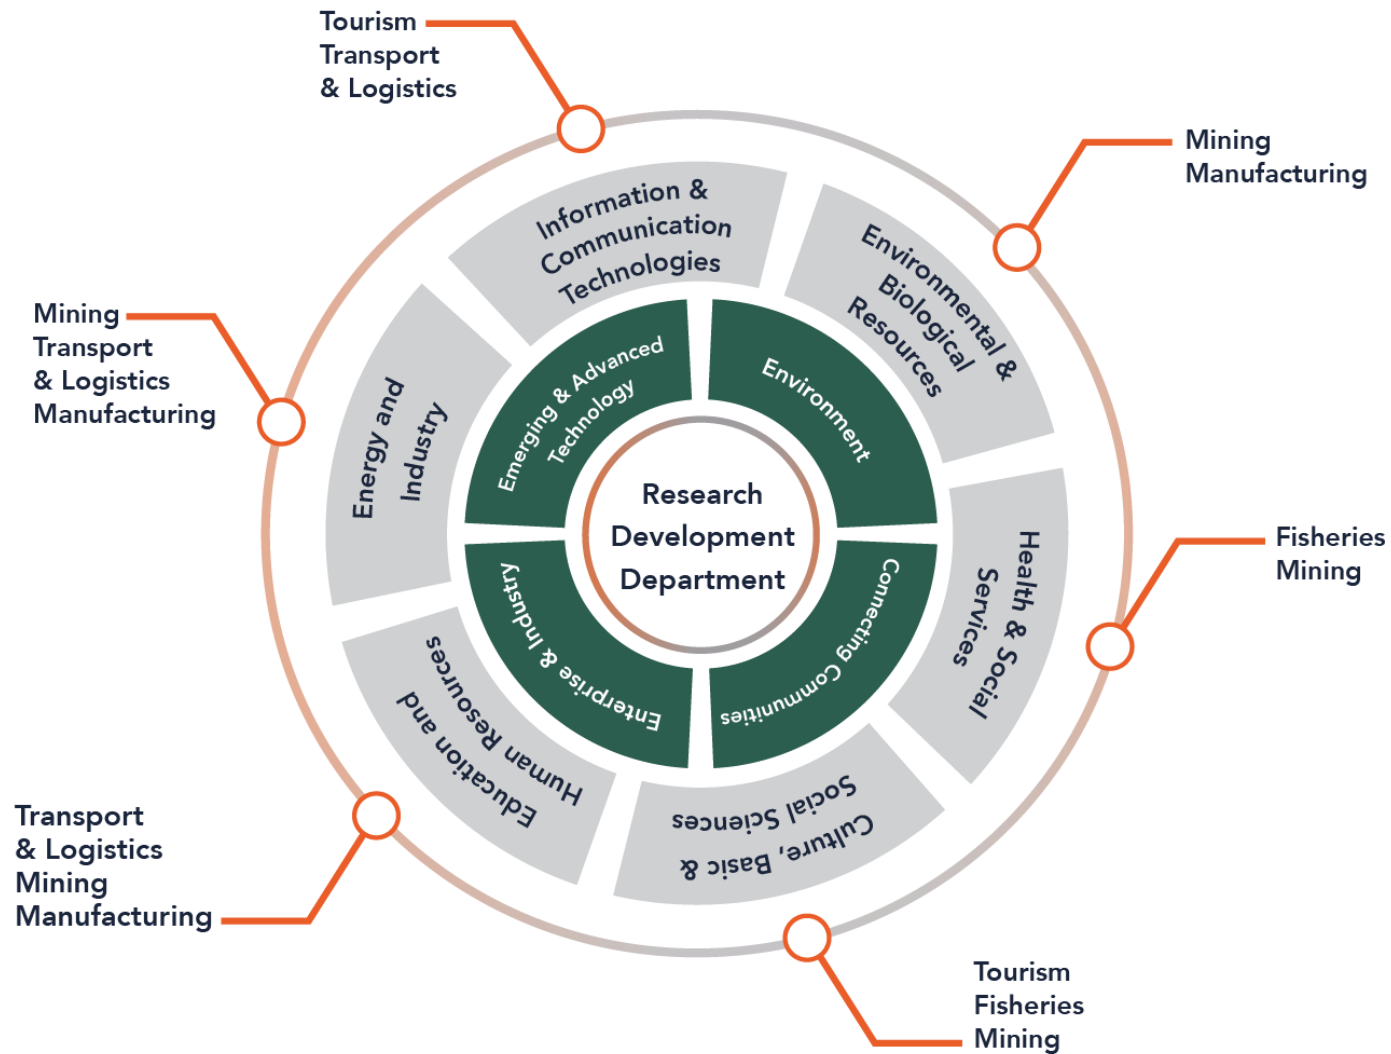 Tourism
Transport
& Logistics
Mining
Manufacturing
Information &
Communication
Technologies
Environmental &
Biological
Resources
Mining
Transport
& Logistics
Manufacturing
Energy and
Industry
Emerging & Advanced
Technology
Environment
Research
Development
Department
Health & Social
Services
Fisheries
Mining
Enterprise & Industry
Connecting Communities
Education and
Human Resources
Culture, Basic &
Social Sciences
Transport
& Logistics
Mining
Manufacturing
Tourism
Fisheries
Mining